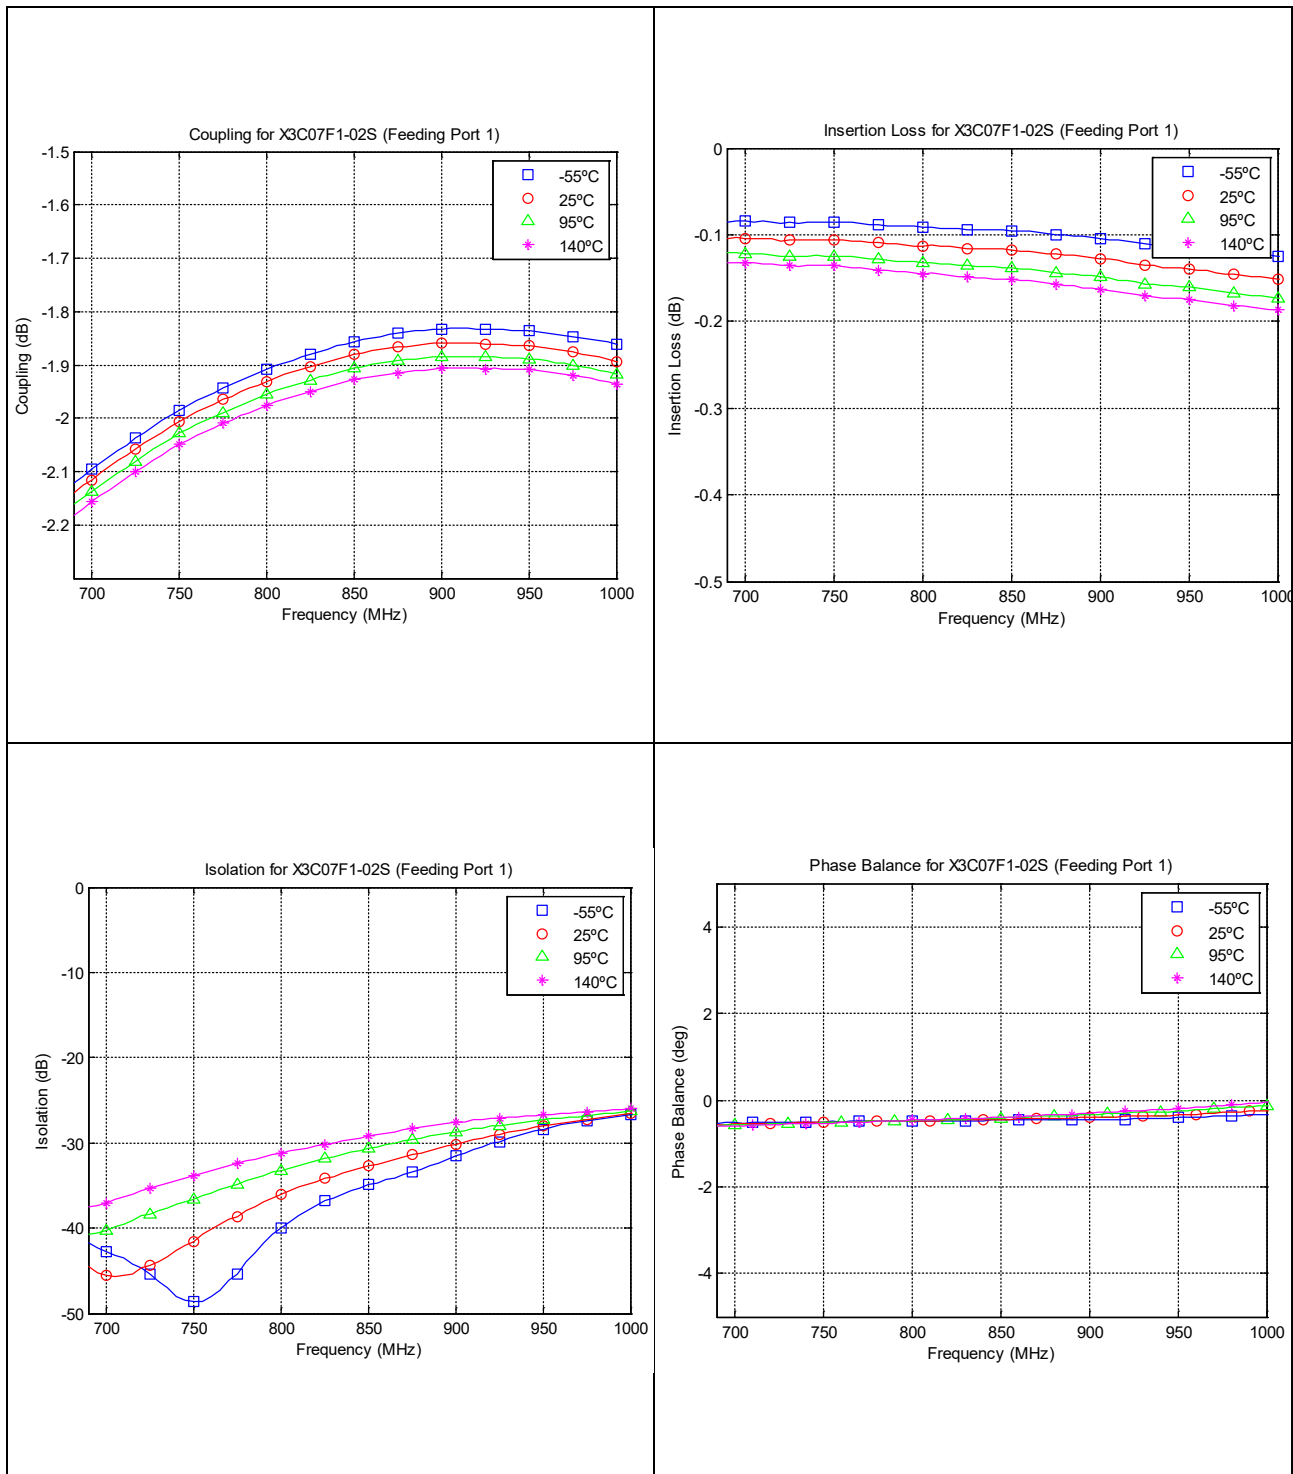 Coupling for X3C07F1-02S (Feeding Port 1)
-1.5
-1.6
-1.7
-1.8
-1.9
-2
-2.1
-2.2
Coupling (dB)
-55ºC
25ºC
95ºC
140ºC
700 750 800 850 900 950 1000
Frequency (MHz)
Insertion Loss for X3C07F1-02S (Feeding Port 1)
0
-0.1
-0.2
-0.3
-0.4
-0.5
Insertion Loss (dB)
-55ºC
25ºC
95ºC
140ºC
700 750 800 850 900 950 1000
Frequency (MHz)
Isolation for X3C07F1-02S (Feeding Port 1)
0
-10
-20
-30
-40
-50
Isolation (dB)
-55ºC
25ºC
95ºC
140ºC
700 750 800 850 900 950 1000
Frequency (MHz)
Phase Balance for X3C07F1-02S (Feeding Port 1)
4
2
0
-2
-4
Phase Balance (deg)
-55ºC
25ºC
95ºC
140ºC
700 750 800 850 900 950 1000
Frequency (MHz)